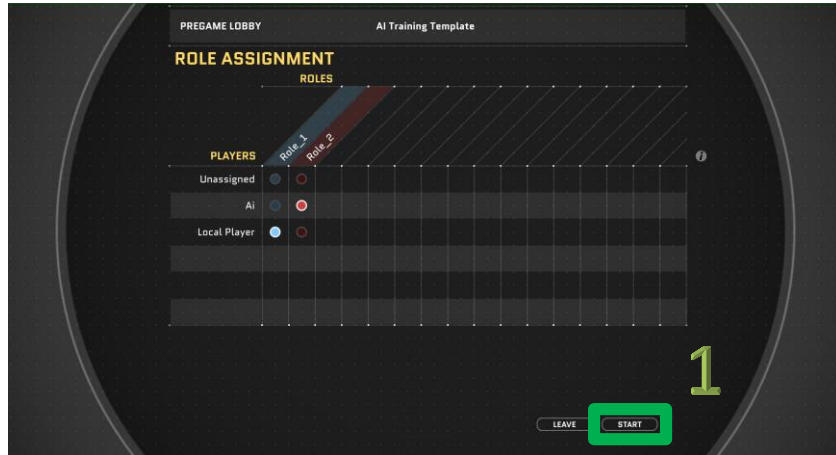 PREGAME LOBBY AI Training Template
ROLE ASSIGNMENT
ROLES
Role_1 Role_2
PLAYERS
Unassigned
Ai
Local Player
1
LEAVE START